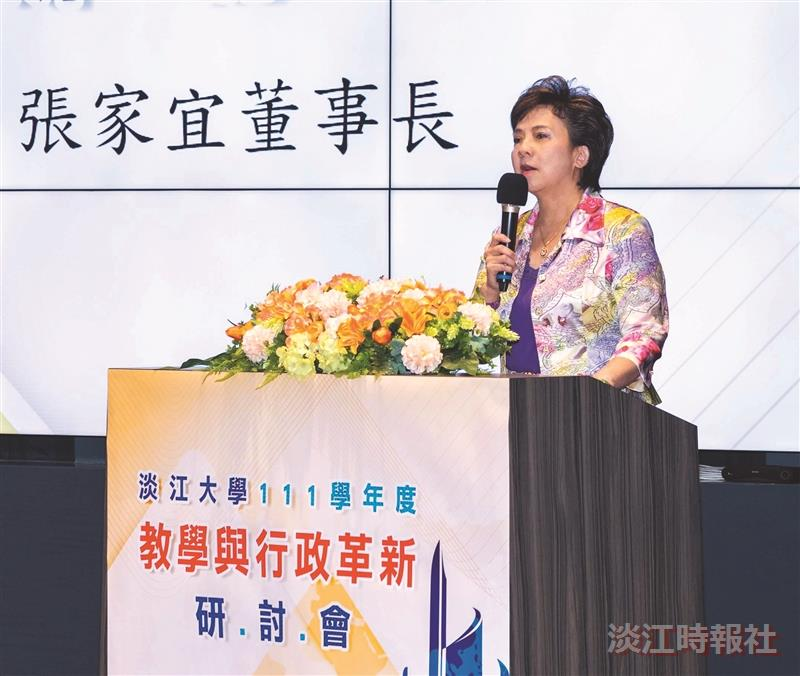 張家宜董事長
淡江大學111學年度
教學與行政革新
研.討.會
淡江時報社